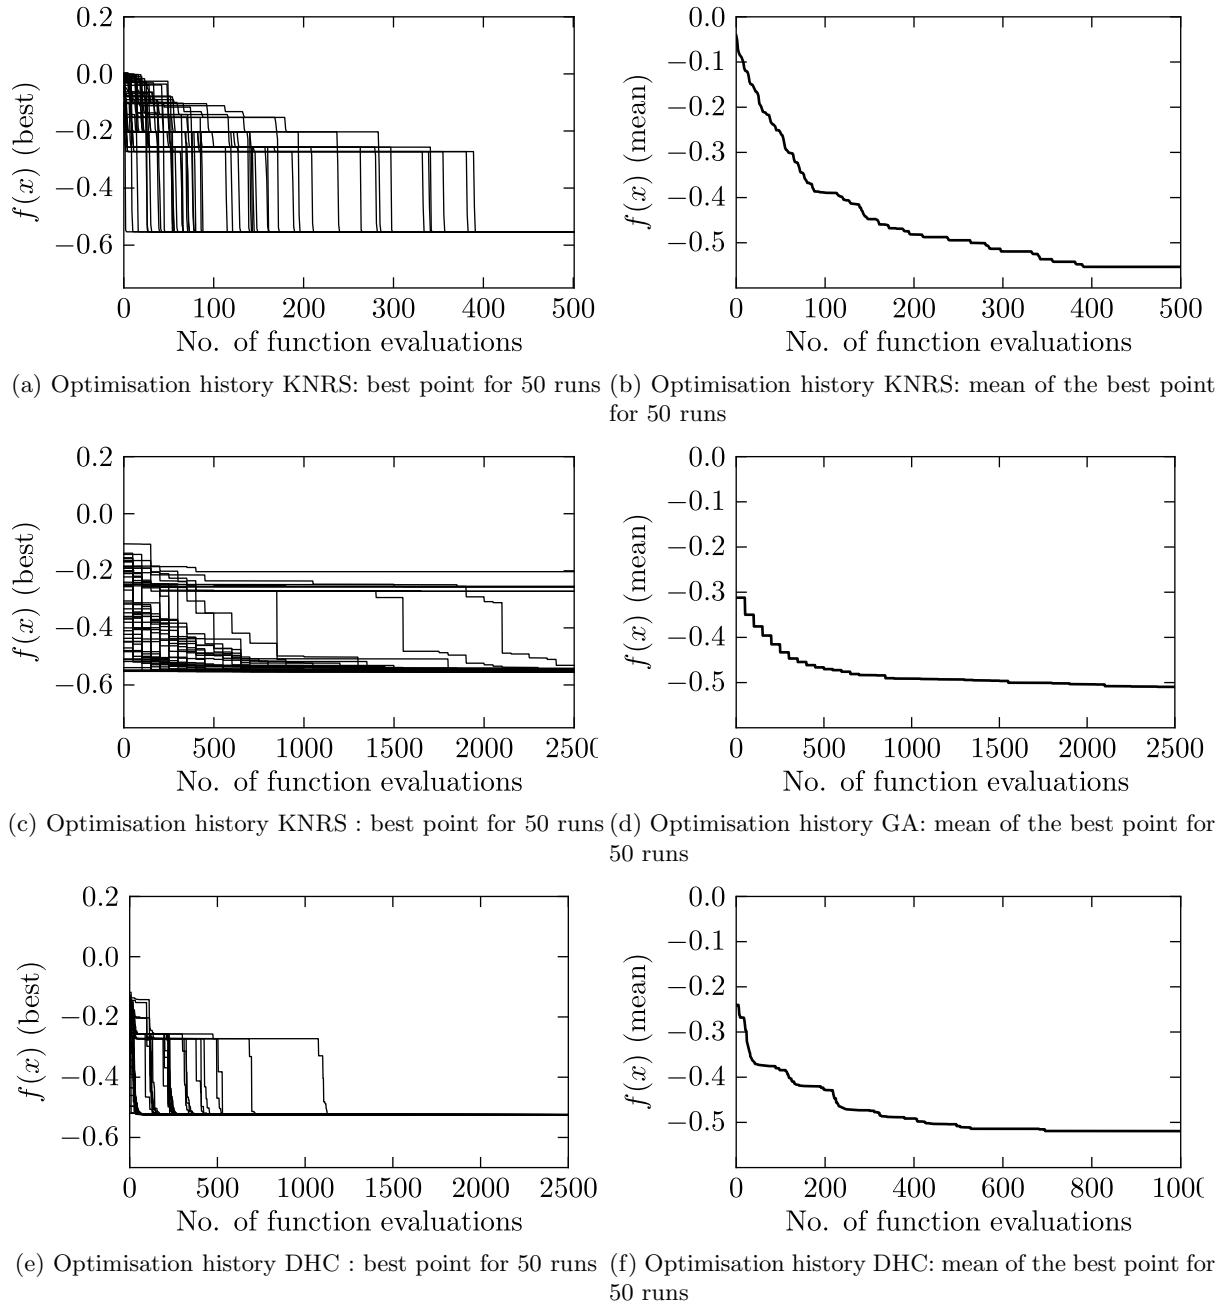 0.2
0.0
−0.2
−0.4
−0.6
f(x) (best)
0 100 200 300 400 500
No. of function evaluations
0.0
−0.1
−0.2
−0.3
−0.4
−0.5
f(x) (mean)
0 100 200 300 400 500
No. of function evaluations
(a) Optimisation history KNRS: best point for 50 runs
(b) Optimisation history KNRS: mean of the best point
for 50 runs
0.2
0.0
−0.2
−0.4
−0.6
f(x) (best)
0 500 1000 1500 2000 2500
No. of function evaluations
0.0
−0.1
−0.2
−0.3
−0.4
−0.5
f(x) (mean)
0 500 1000 1500 2000 2500
No. of function evaluations
(c) Optimisation history KNRS : best point for 50 runs
(d) Optimisation history GA: mean of the best point for
50 runs
0.2
0.0
−0.2
−0.4
−0.6
f(x) (best)
0 500 1000 1500 2000 2500
No. of function evaluations
0.0
−0.1
−0.2
−0.3
−0.4
−0.5
f(x) (mean)
0 200 400 600 800 1000
No. of function evaluations
(e) Optimisation history DHC : best point for 50 runs
(f) Optimisation history DHC: mean of the best point for
50 runs